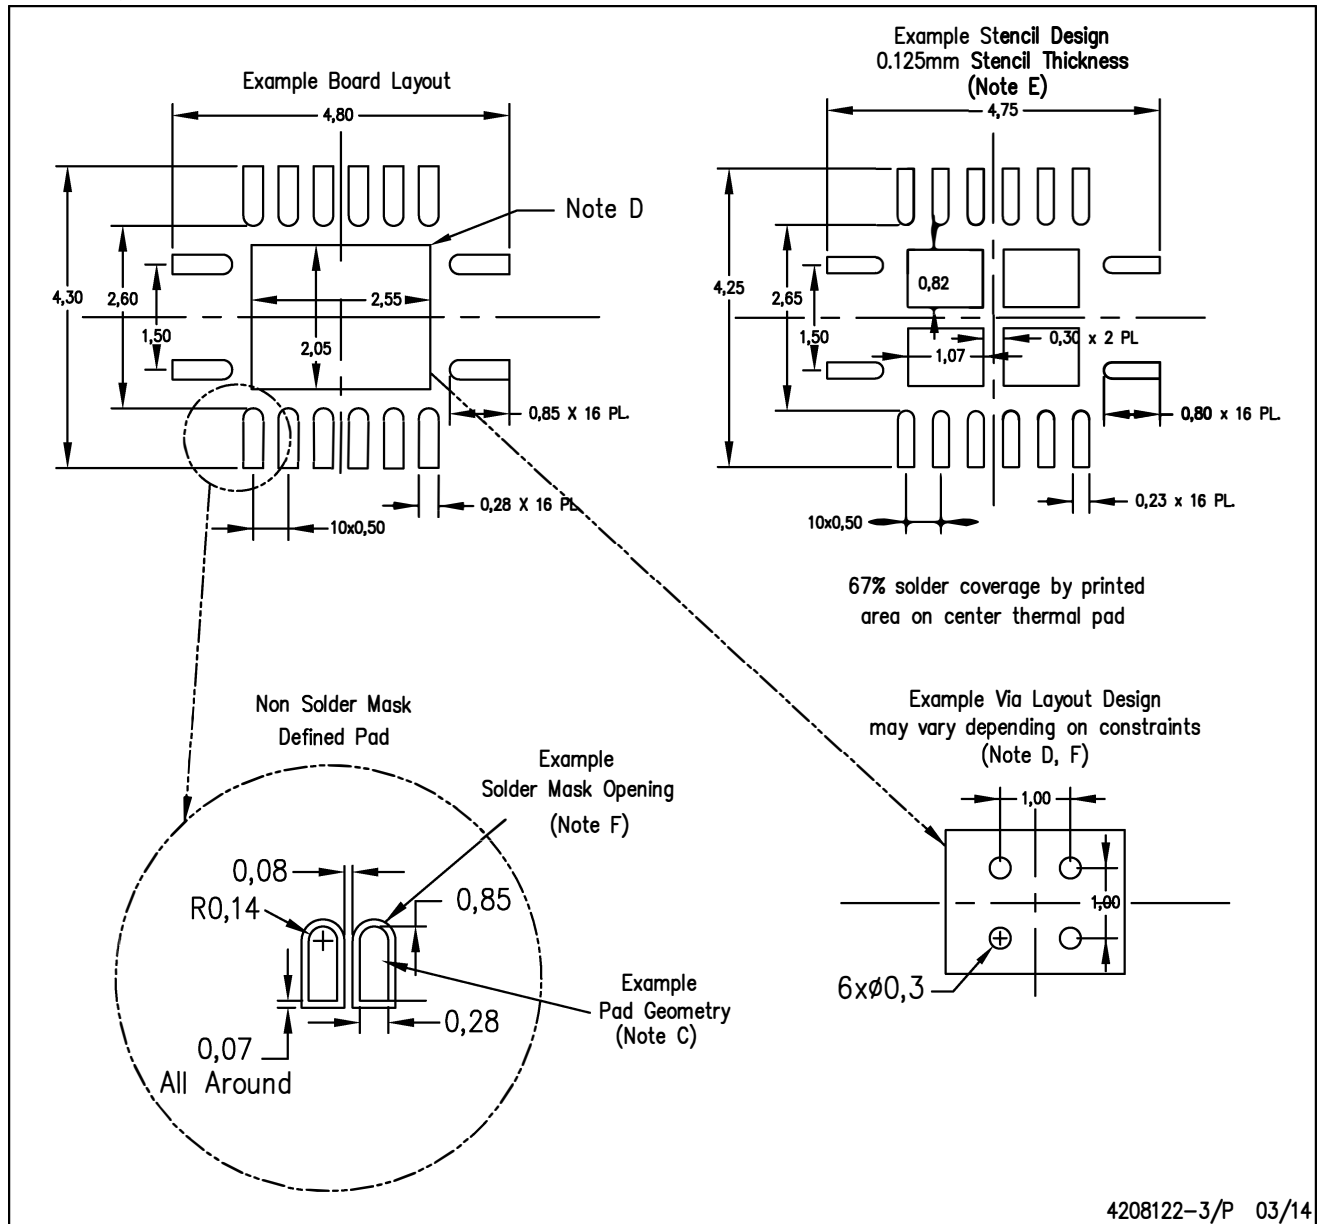 Example Board Layout
4,80
Note D
4,30
2,60
1,50
2,55
2,05
0,85 X 16 PL.
0,28 X 16 PL
10x0,50
Example Stencil Design
0.125mm Stencil Thickness
(Note E)
4,75
4,25
2,65
1,50
0,82
0,30 x 2 PL
1,07
0,80 x 16 PL.
0,23 x 16 PL.
10x0,50
67% solder coverage by printed
area on center thermal pad
Non Solder Mask
Defined Pad
Example
Solder Mask Opening
(Note F)
0,08
R0,14
0,85
Example
Pad Geometry
(Note C)
0,28
0,07
All Around
Example Via Layout Design
may vary depending on constraints
(Note D, F)
1,00
1,00
6xø0,3
4208122-3/P 03/14